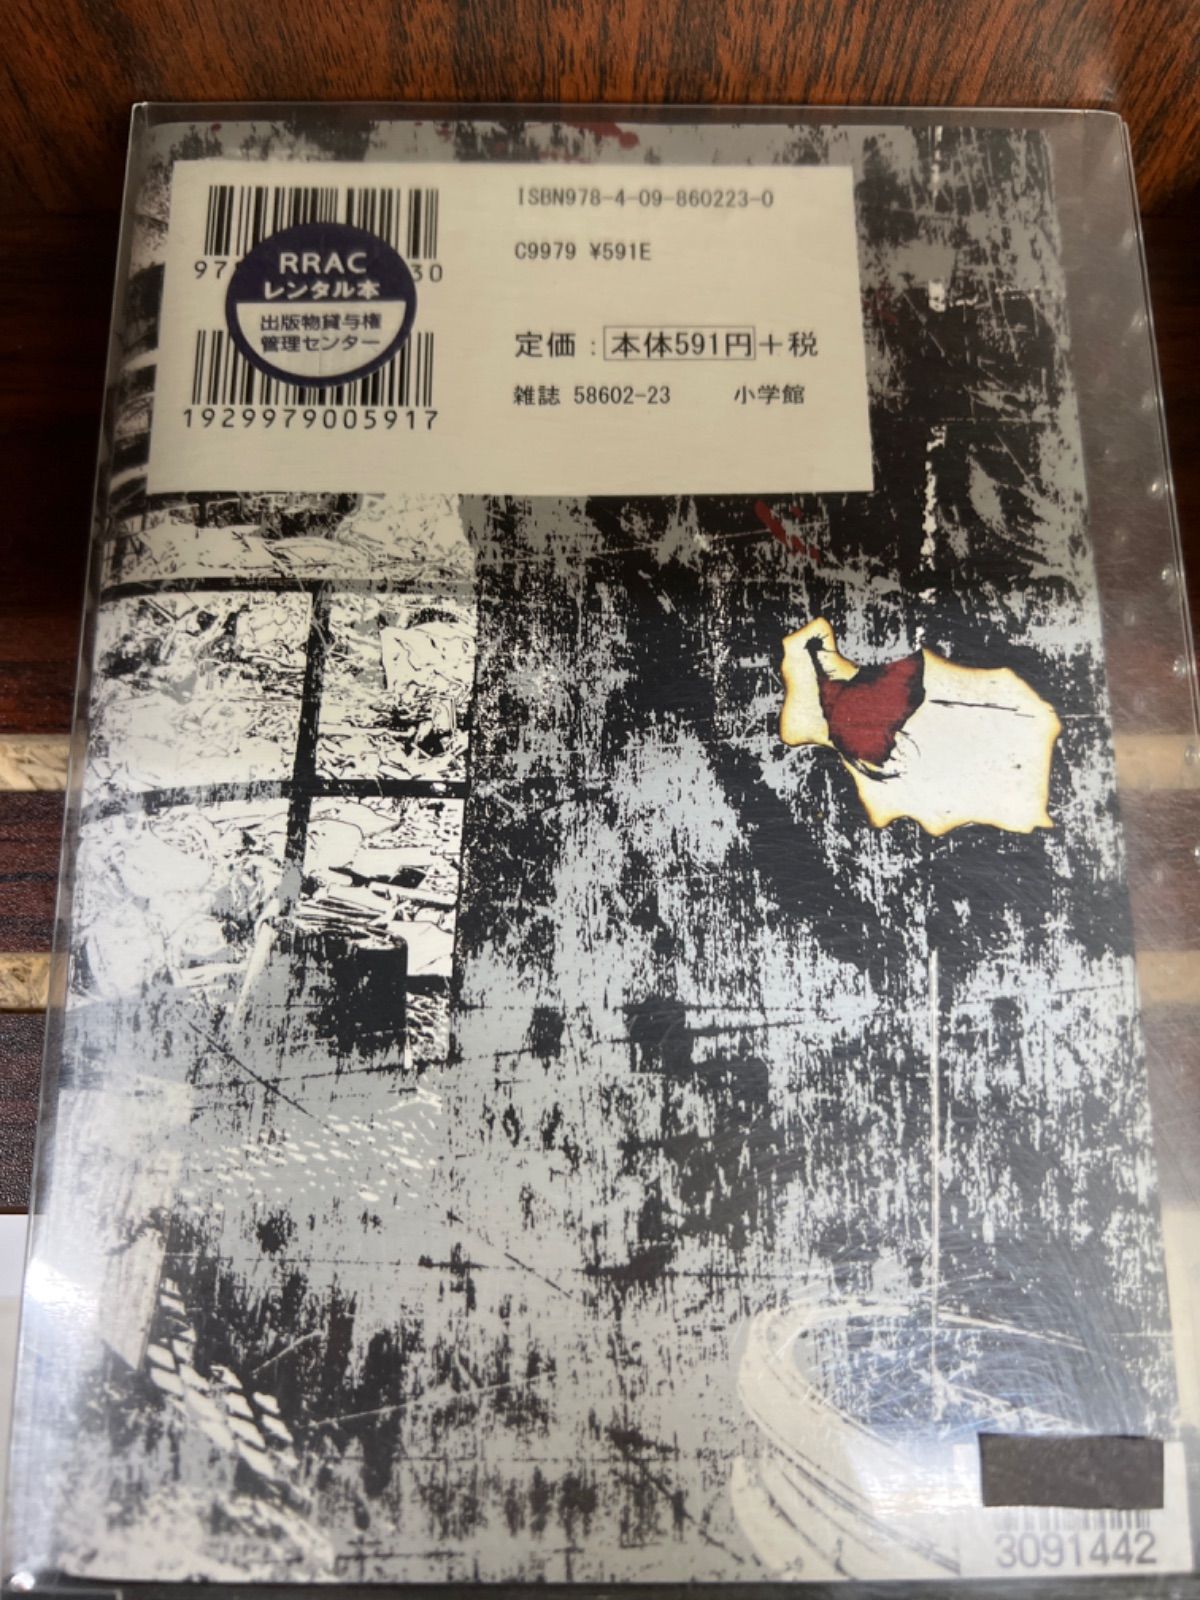 ISBN978-4-09-860223-0
C9979 ¥591E
定価:本体591円+税
雑誌 58602-23 小学館
97
30
RRAC
レンタル本
出版物貸与権
管理センター
1929979005917
3091442